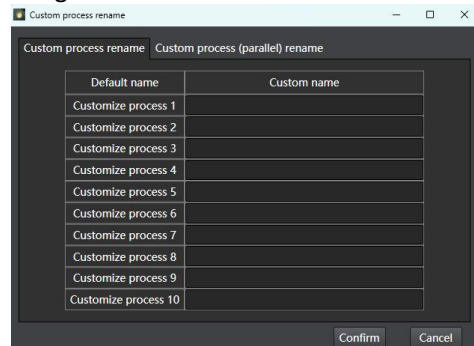 Custom process rename
Custom process rename Custom process (parallel) rename
Default name Custom name
Customize process 1
Customize process 2
Customize process 3
Customize process 4
Customize process 5
Customize process 6
Customize process 7
Customize process 8
Customize process 9
Customize process 10
Confirm Cancel